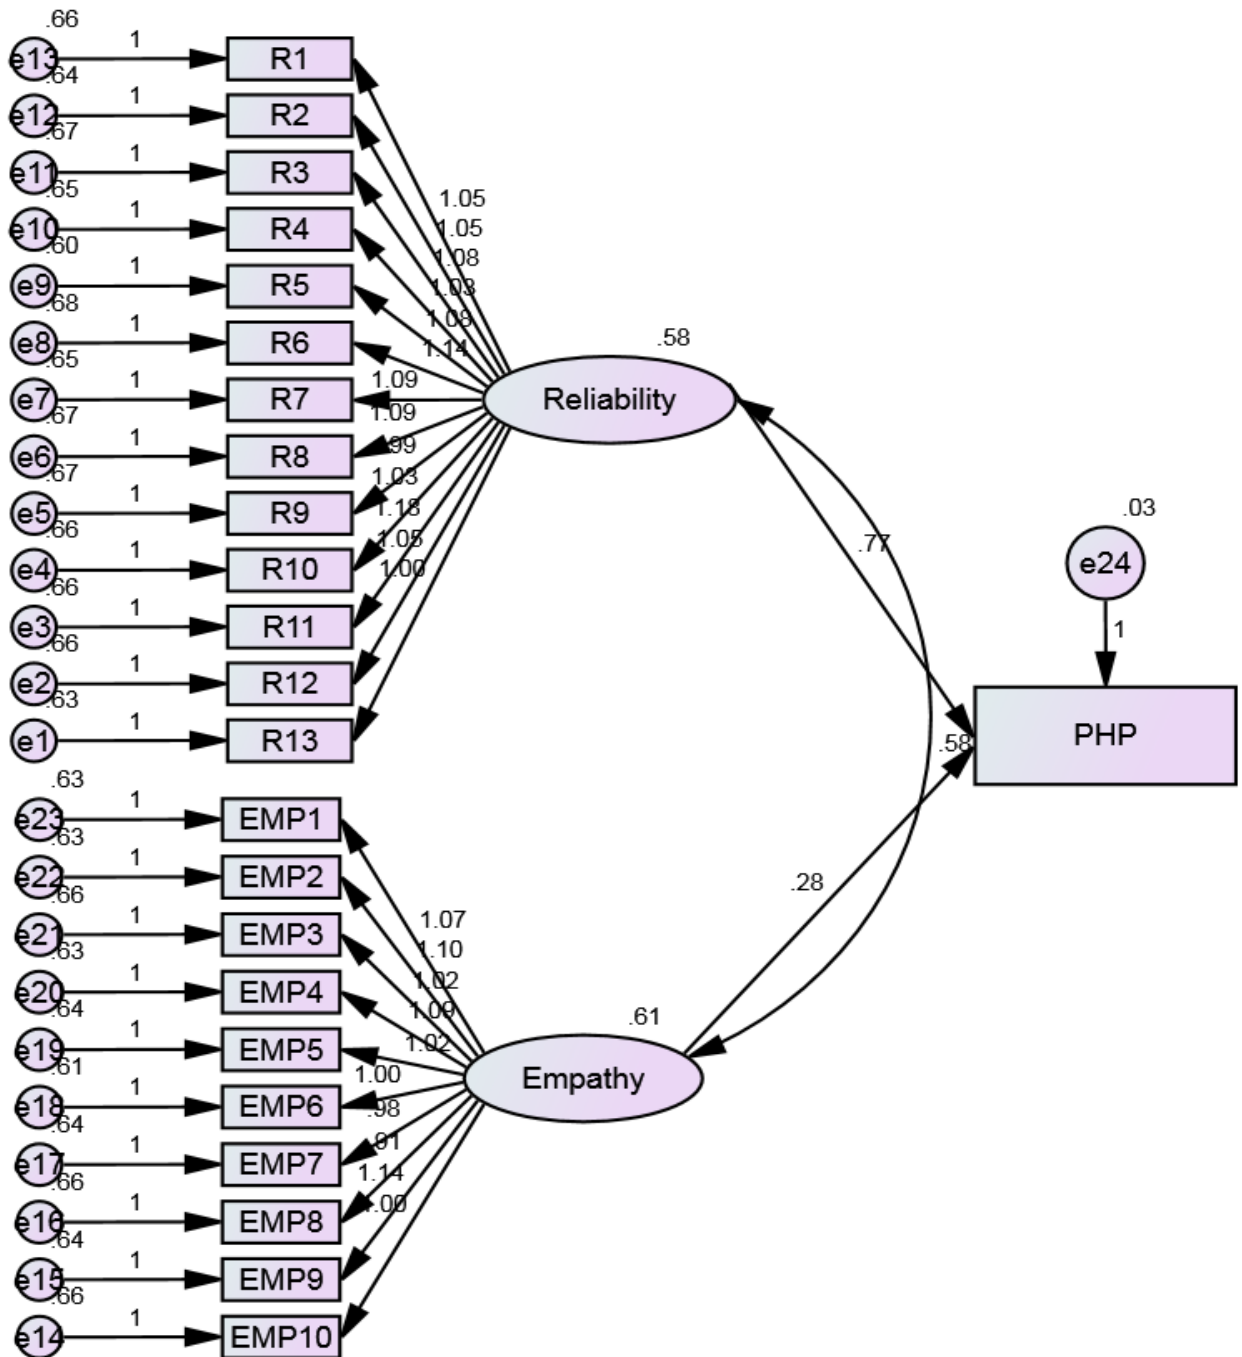 .66
e13 1 R1
.64
e12 1 R2
.67
e11 1 R3
.65
e10 1 R4
.60
e9 1 R5
.68
e8 1 R6
.65
e7 1 R7
.67
e6 1 R8
.67
e5 1 R9
.66
e4 1 R10
.66
e3 1 R11
.66
e2 1 R12
.63
e1 1 R13
1.05
1.05
1.08
1.03
1.08
1.14
1.09
1.09
.99
1.03
1.18
1.05
1.00
.58
Reliability
.77
.03
e24
1
.58
PHP
.28
.63
e23 1 EMP1
.63
e22 1 EMP2
.66
e21 1 EMP3
.63
e20 1 EMP4
.64
e19 1 EMP5
.61
e18 1 EMP6
.64
e17 1 EMP7
.66
e16 1 EMP8
.64
e15 1 EMP9
.66
e14 1 EMP10
1.07
1.10
1.02
1.09
1.02
1.00
.98
.91
1.14
1.00
.61
Empathy